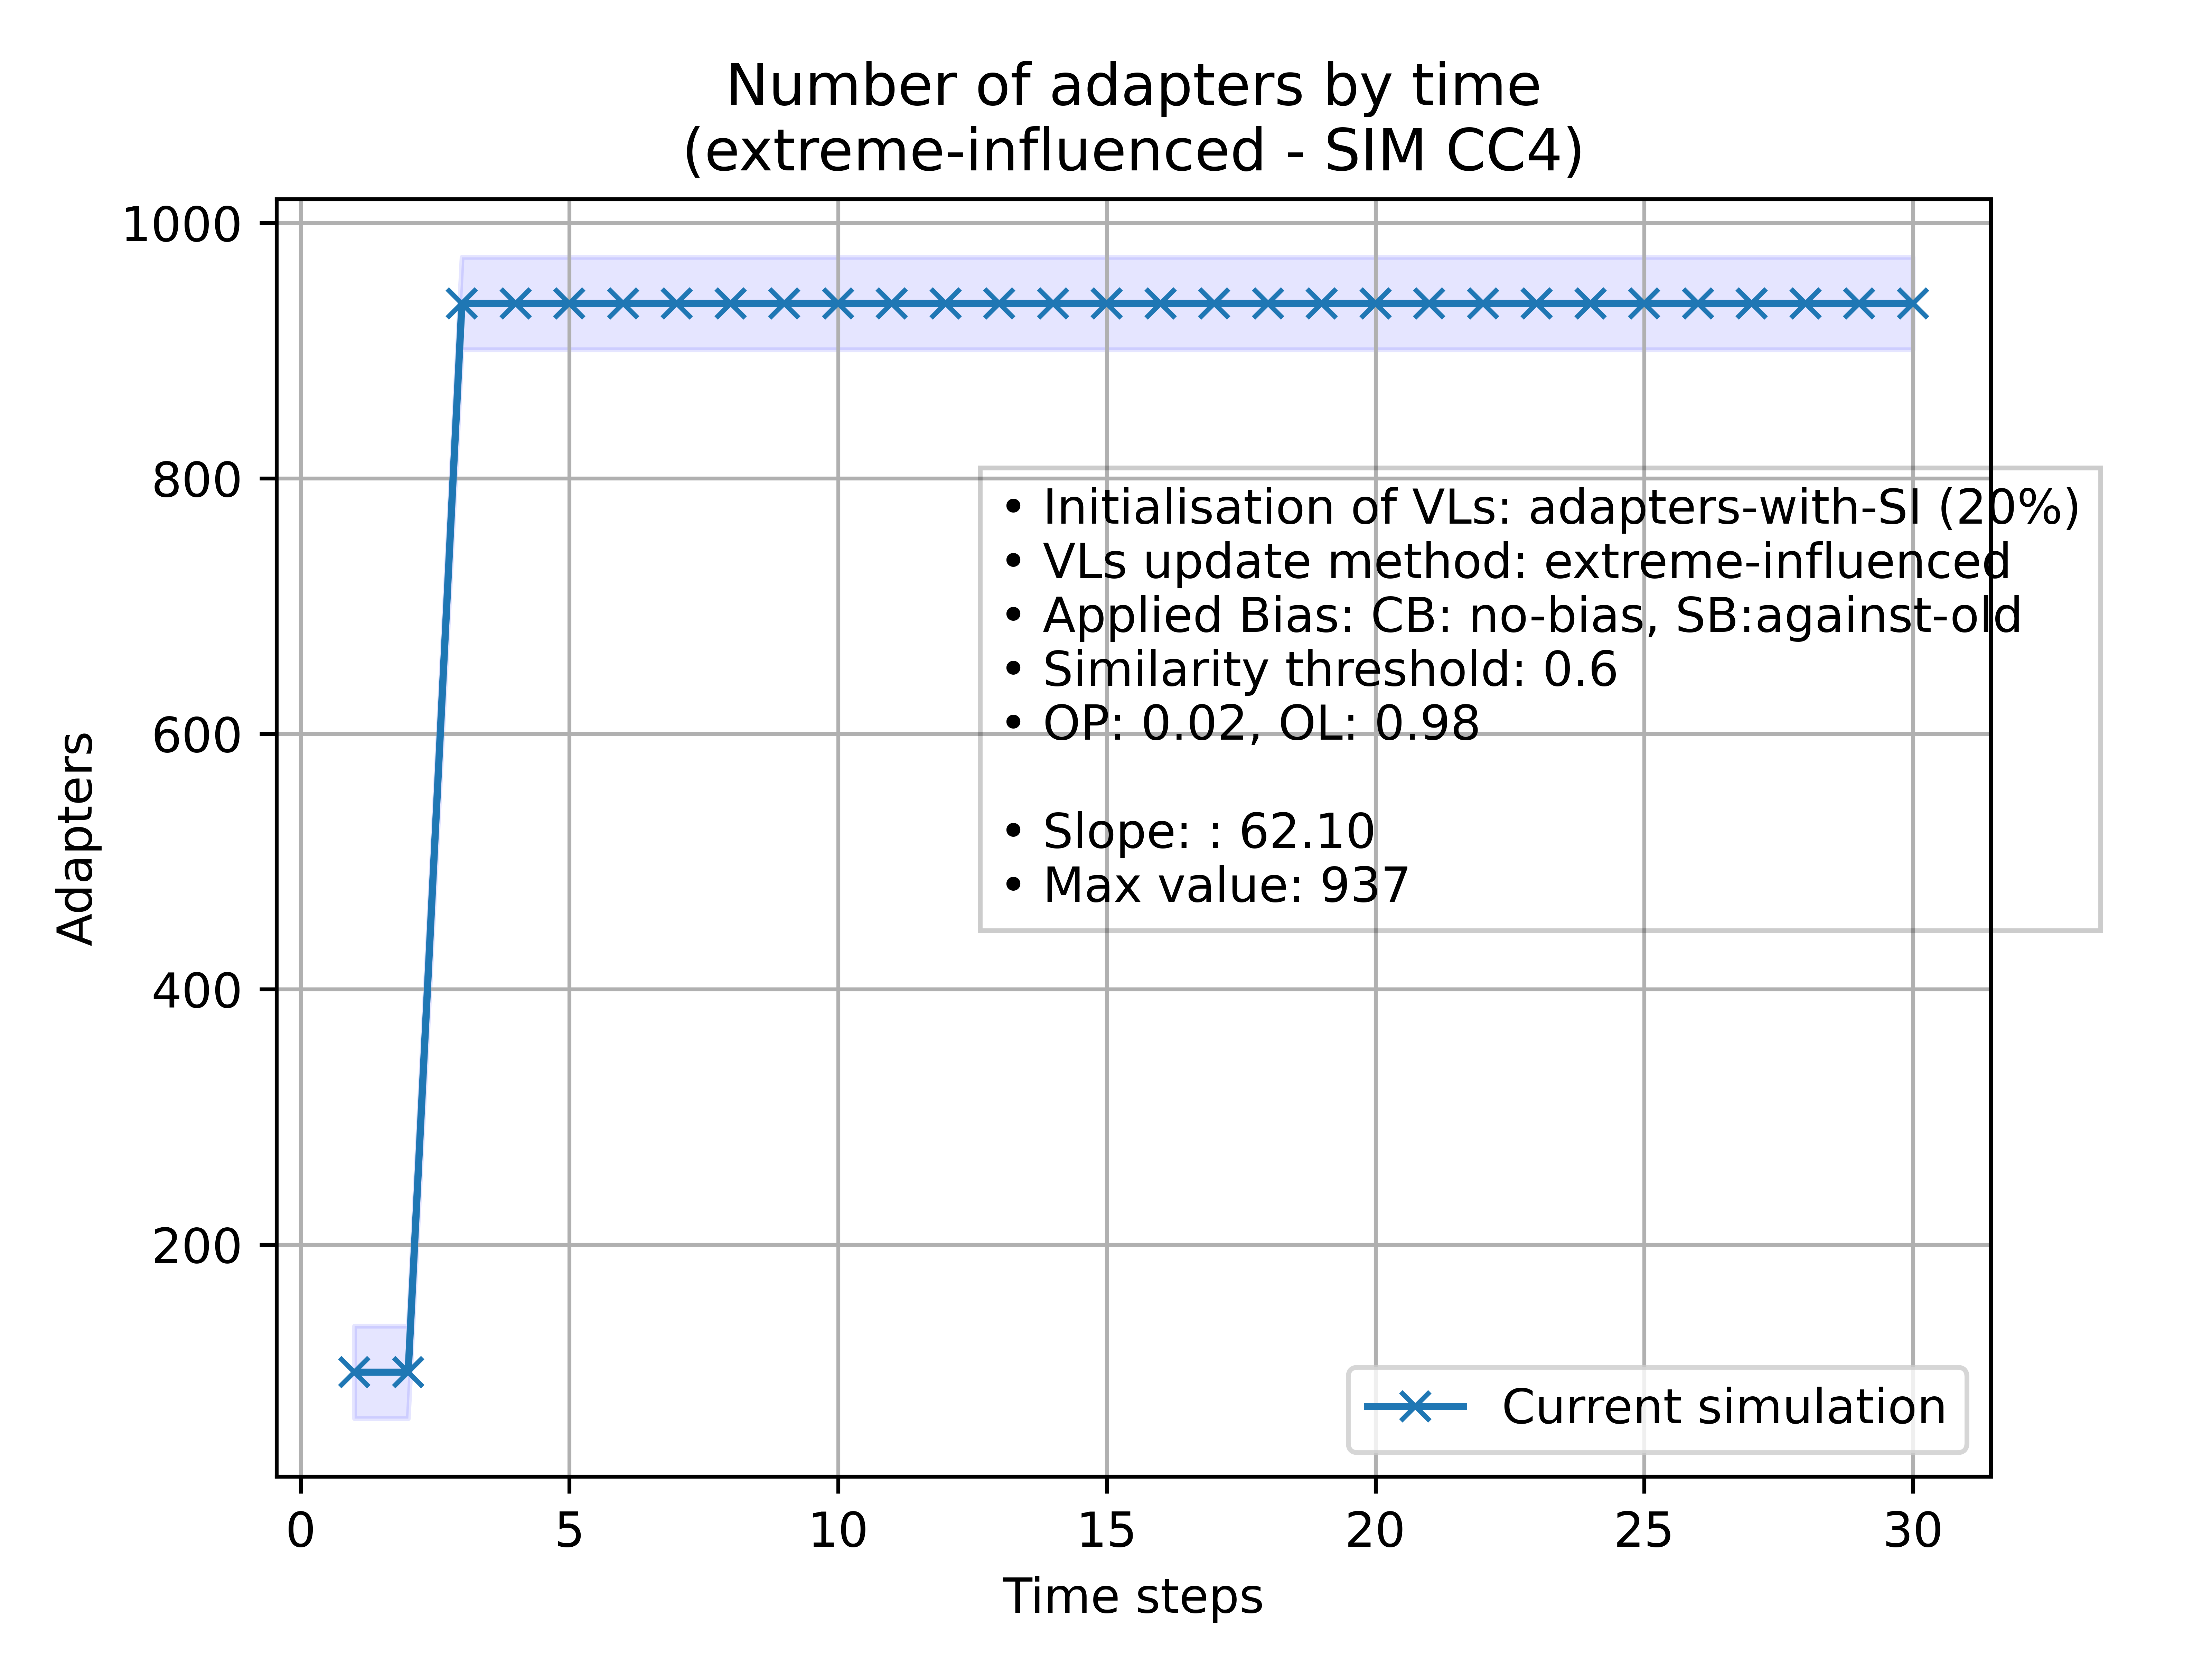 Number of adapters by time
(extreme-influenced - SIM CC4)
1000
800
600
400
200
Adapters
• Initialisation of VLs: adapters-with-SI (20%)
• VLs update method: extreme-influenced
• Applied Bias: CB: no-bias, SB:against-old
• Similarity threshold: 0.6
• OP: 0.02, OL: 0.98
• Slope: : 62.10
• Max value: 937
Current simulation
0 5 10 15 20 25 30
Time steps